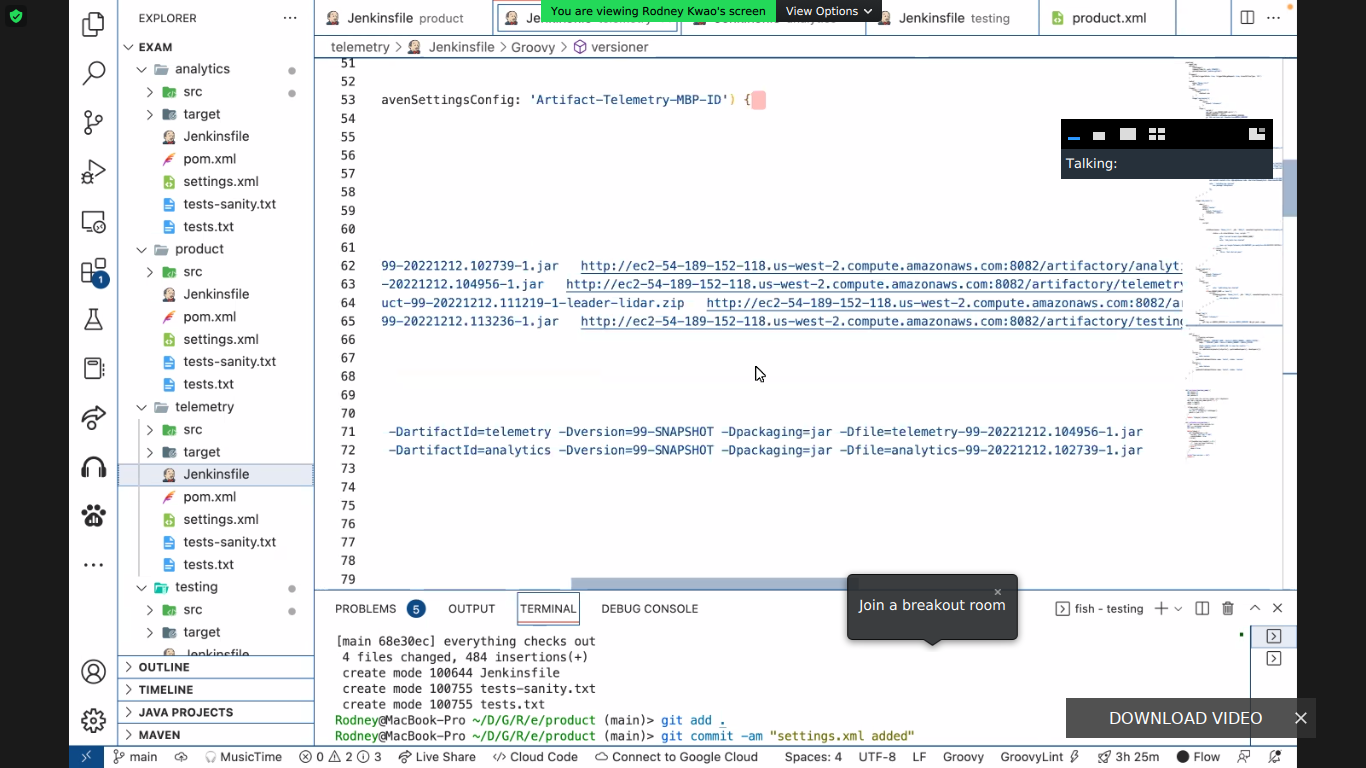 EXPLORER
Jenkinsfile product
You are viewing Rodney Kwao's screen
View Options
Jenkinsfile testing
product.xml
EXAM
telemetry > Jenkinsfile > Groovy > versioner
analytics
src
target
Jenkinsfile
pom.xml
settings.xml
tests-sanity.txt
tests.txt
product
src
Jenkinsfile
pom.xml
settings.xml
tests-sanity.txt
tests.txt
telemetry
src
target
Jenkinsfile
pom.xml
settings.xml
tests-sanity.txt
tests.txt
testing
src
target
Jenkinsfile
OUTLINE
TIMELINE
JAVA PROJECTS
MAVEN
1
51
52
53 avenSettingsConfig: 'Artifact-Telemetry-MBP-ID') {
54
55
56
57
58
59
60
61
62 99-20221212.102739-1.jar http://ec2-54-189-152-118.us-west-2.compute.amazonaws.com:8082/artifactory/analyt
63 -20221212.104956-1.jar http://ec2-54-189-152-118.us-west-2.compute.amazonaws.com:8082/artifactory/telemetry
64 uct-99-20221212.111219-1-leader-lidar.zip http://ec2-54-189-152-118.us-west-2.compute.amazonaws.com:8082/ar
65 99-20221212.113236-1.jar http://ec2-54-189-152-118.us-west-2.compute.amazonaws.com:8082/artifactory/testing
66
67
68
69
70
71 -DartifactId=telemetry -Dversion=99-SNAPSHOT -Dpackaging=jar -Dfile=telemetry-99-20221212.104956-1.jar
72 -DartifactId=analytics -Dversion=99-SNAPSHOT -Dpackaging=jar -Dfile=analytics-99-20221212.102739-1.jar
73
74
75
76
77
78
79
Talking:
Join a breakout room
PROBLEMS 5 OUTPUT TERMINAL DEBUG CONSOLE
fish - testing
[main 68e30ec] everything checks out
4 files changed, 484 insertions(+)
create mode 100644 Jenkinsfile
create mode 100755 tests-sanity.txt
create mode 100755 tests.txt
Rodney@MacBook-Pro ~/D/G/R/e/product (main)> git add .
Rodney@MacBook-Pro ~/D/G/R/e/product (main)> git commit -am "settings.xml added"
DOWNLOAD VIDEO
main MusicTime 0 2 3 Live Share Cloud Code Connect to Google Cloud Spaces: 4 UTF-8 LF Groovy GroovyLint 3h 25m Flow